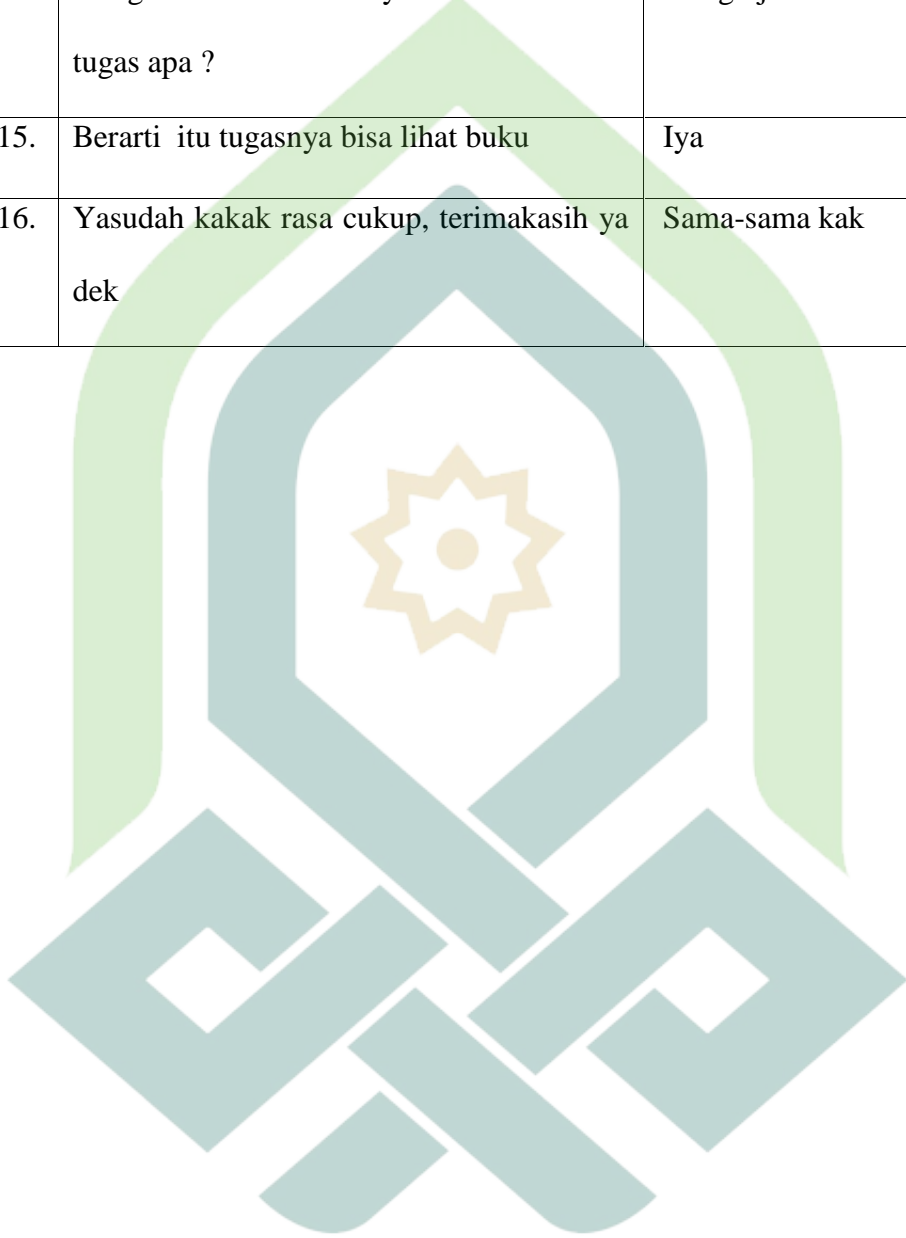 tugas apa ?
15. Berarti itu tugasnya bisa lihat buku Iya
16. Yasudah kakak rasa cukup, terimakasih ya Sama-sama kak
dek